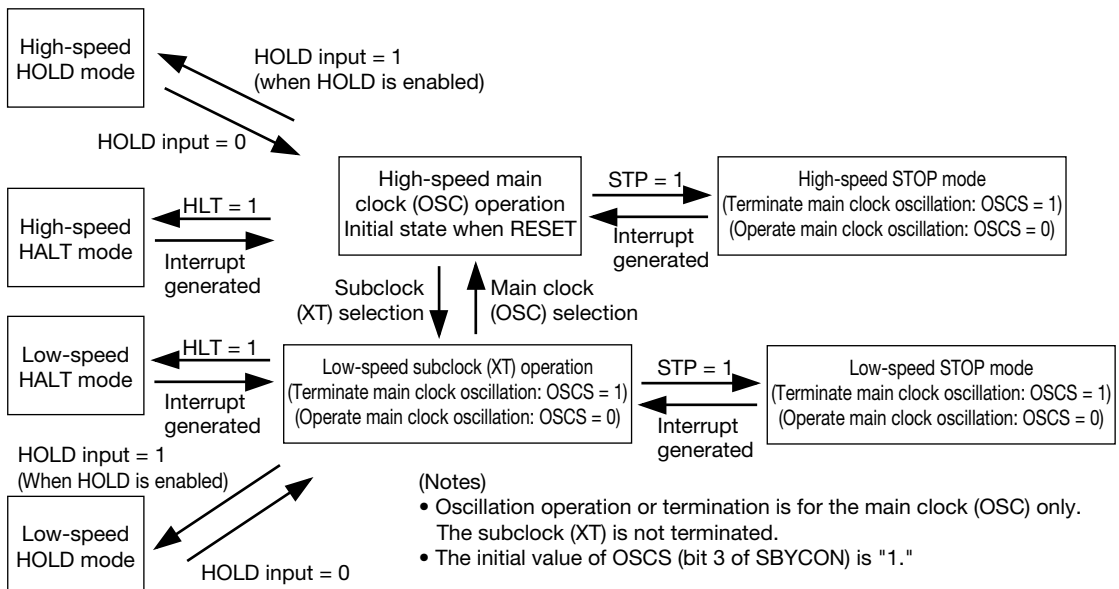 High-speed
HOLD mode
HOLD input = 1
(when HOLD is enabled)
HOLD input = 0
High-speed main
clock (OSC) operation
Initial state when RESET
STP = 1
Interrupt
generated
High-speed STOP mode
(Terminate main clock oscillation: OSCS = 1)
(Operate main clock oscillation: OSCS = 0)
High-speed
HALT mode
HLT = 1
Interrupt
generated
Subclock
(XT) selection
Main clock
(OSC) selection
Low-speed
HALT mode
HLT = 1
Interrupt
generated
Low-speed subclock (XT) operation
(Terminate main clock oscillation: OSCS = 1)
(Operate main clock oscillation: OSCS = 0)
STP = 1
Interrupt
generated
Low-speed STOP mode
(Terminate main clock oscillation: OSCS = 1)
(Operate main clock oscillation: OSCS = 0)
HOLD input = 1
(When HOLD is enabled)
Low-speed
HOLD mode
HOLD input = 0
(Notes)
• Oscillation operation or termination is for the main clock (OSC) only.
The subclock (XT) is not terminated.
• The initial value of OSCS (bit 3 of SBYCON) is "1."